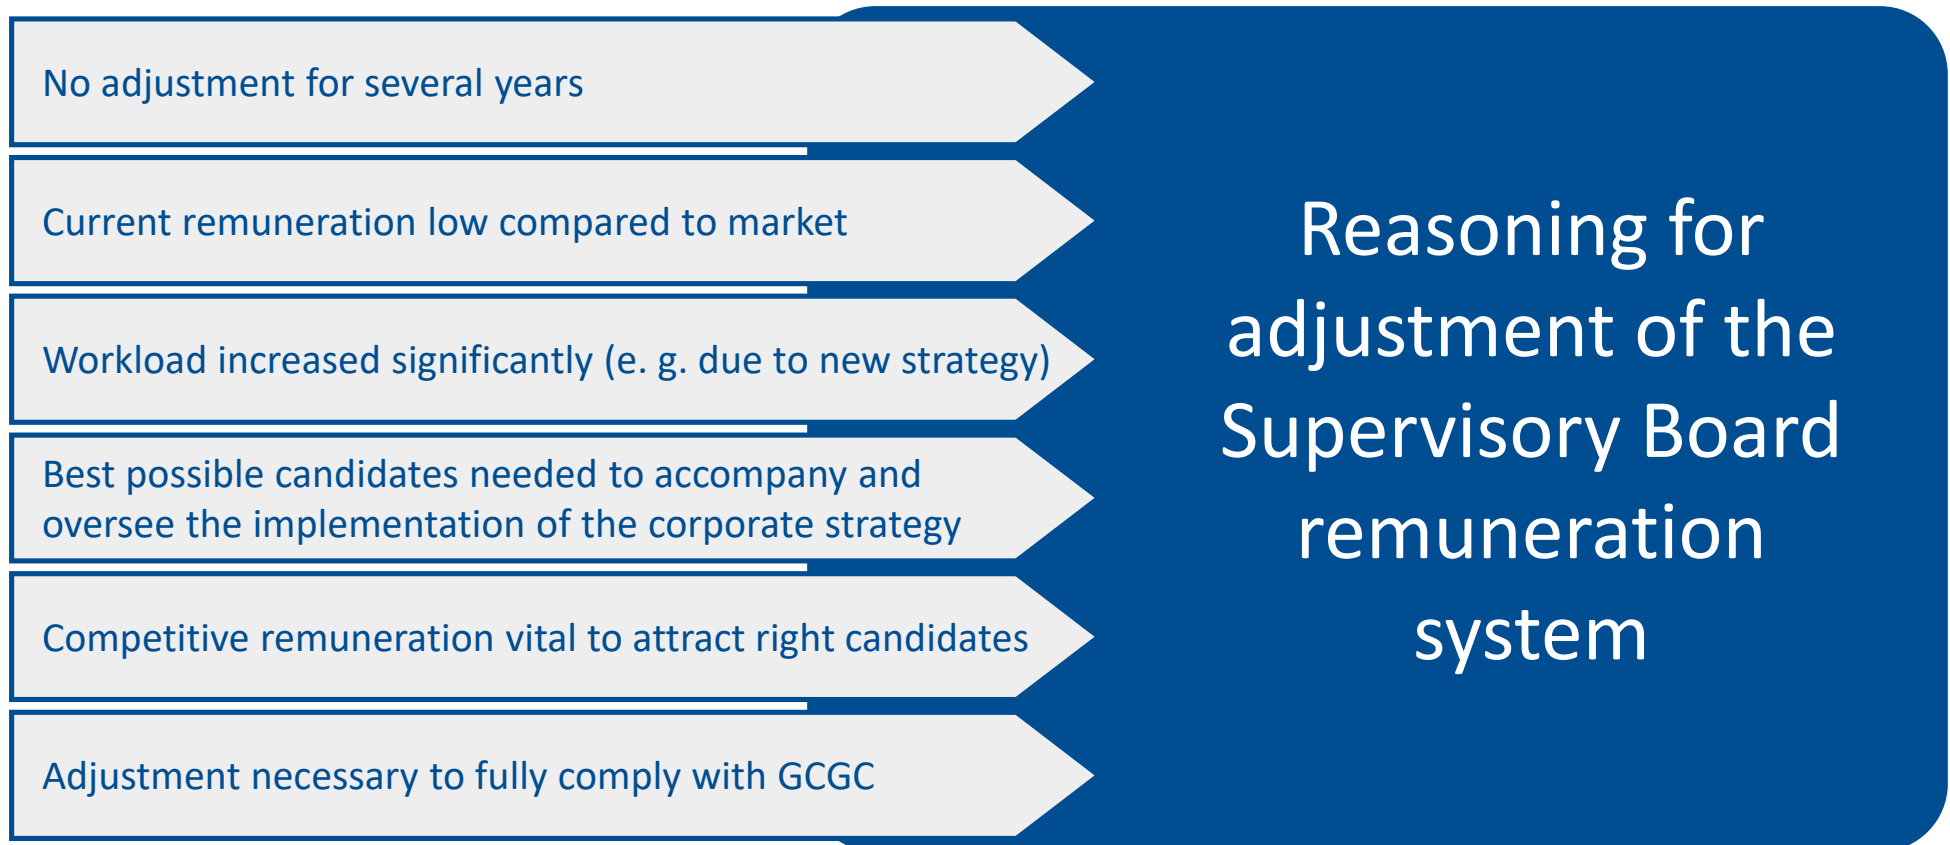 No adjustment for several years
Current remuneration low compared to market
Workload increased significantly (e. g. due to new strategy)
Best possible candidates needed to accompany and
oversee the implementation of the corporate strategy
Competitive remuneration vital to attract right candidates
Adjustment necessary to fully comply with GCGC
Reasoning for
adjustment of the
Supervisory Board
remuneration
system